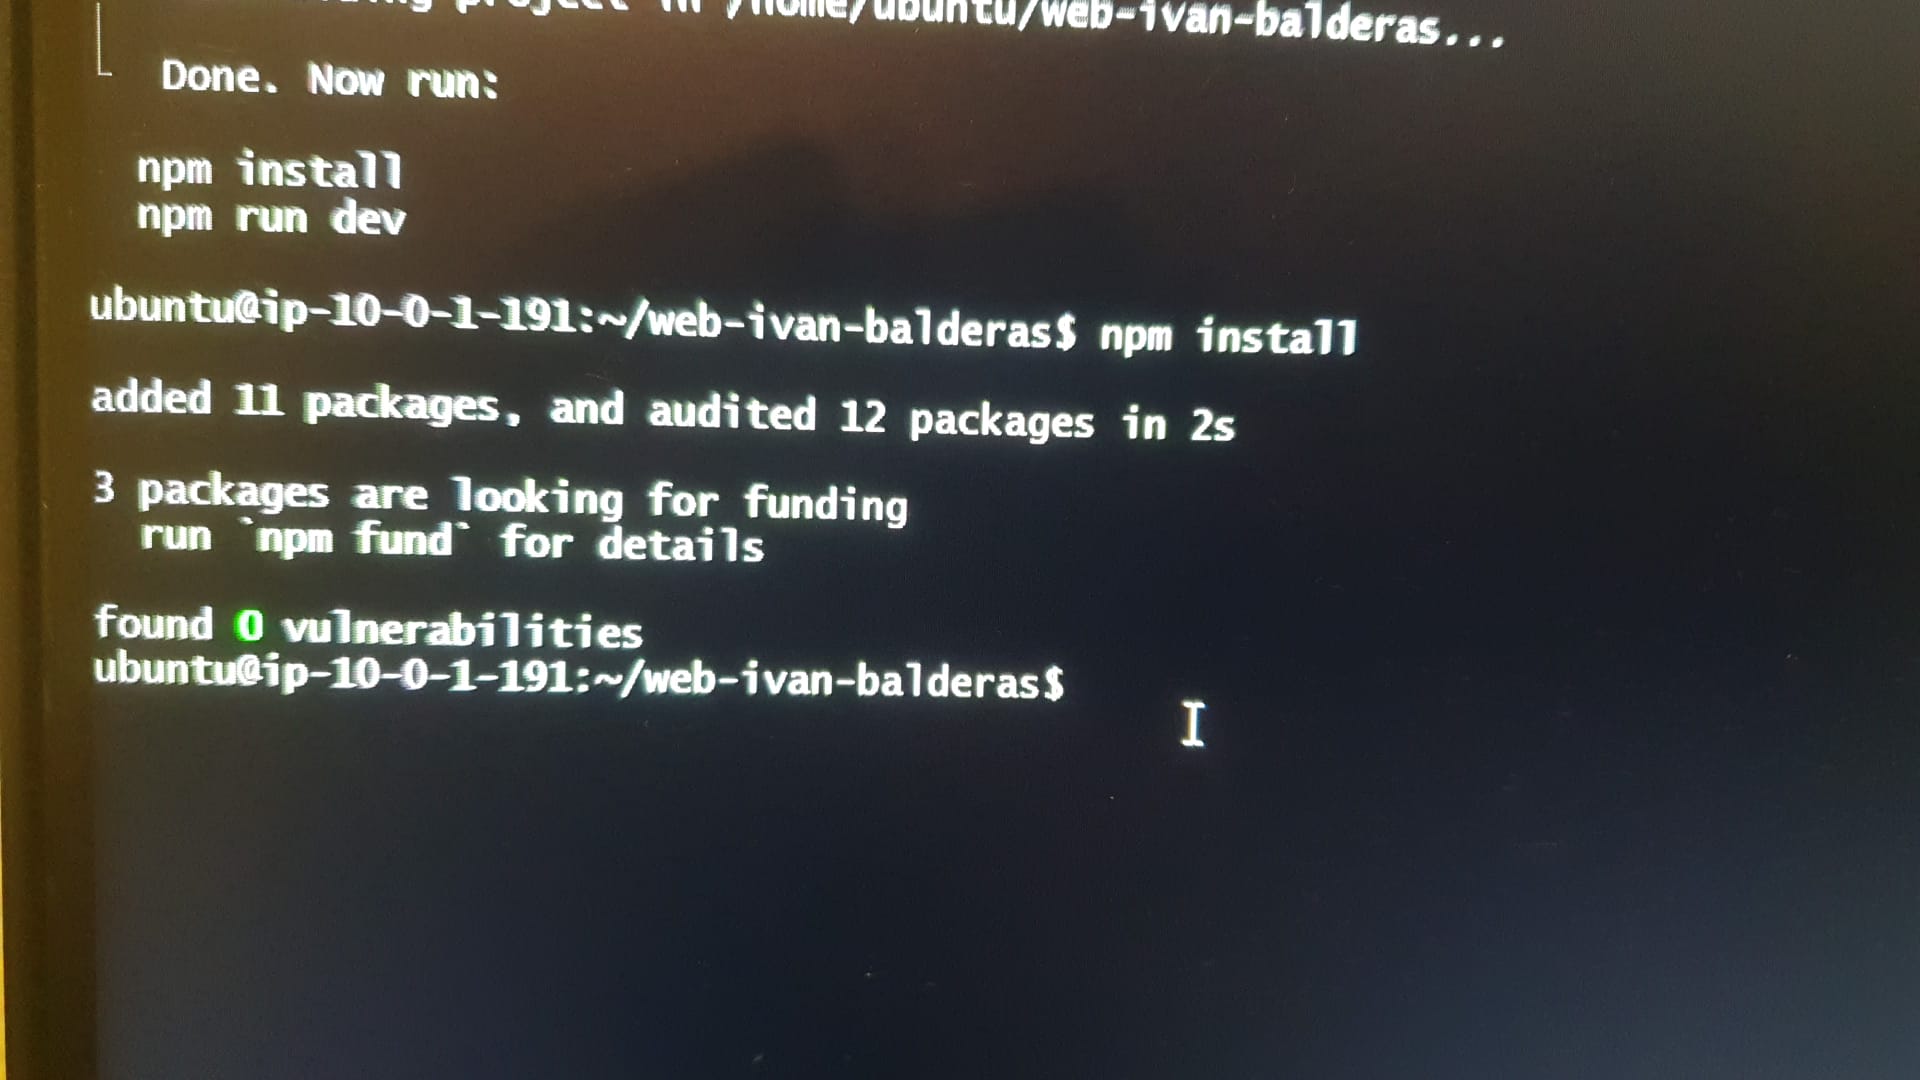 project in /home/ubuntu/web-ivan-balderas...
Done. Now run:
npm install
npm run dev
ubuntu@ip-10-0-1-191:~/web-ivan-balderas$ npm install
added 11 packages, and audited 12 packages in 2s
3 packages are looking for funding
run `npm fund` for details
found 0 vulnerabilities
ubuntu@ip-10-0-1-191:~/web-ivan-balderas$